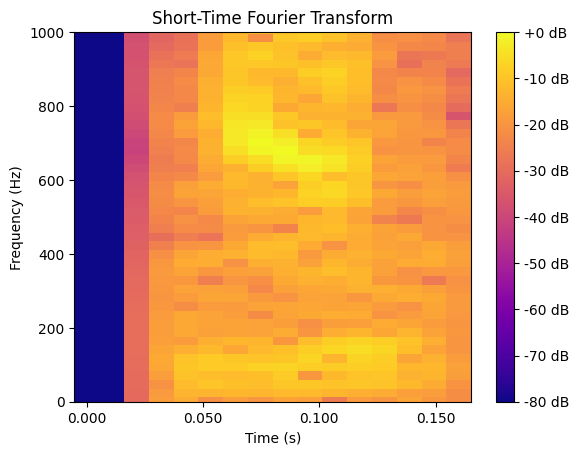 Short-Time Fourier Transform
1000
800
600
400
200
0
Frequency (Hz)
0.000
0.050
0.100
0.150
Time (s)
+0 dB
-10 dB
-20 dB
-30 dB
-40 dB
-50 dB
-60 dB
-70 dB
-80 dB